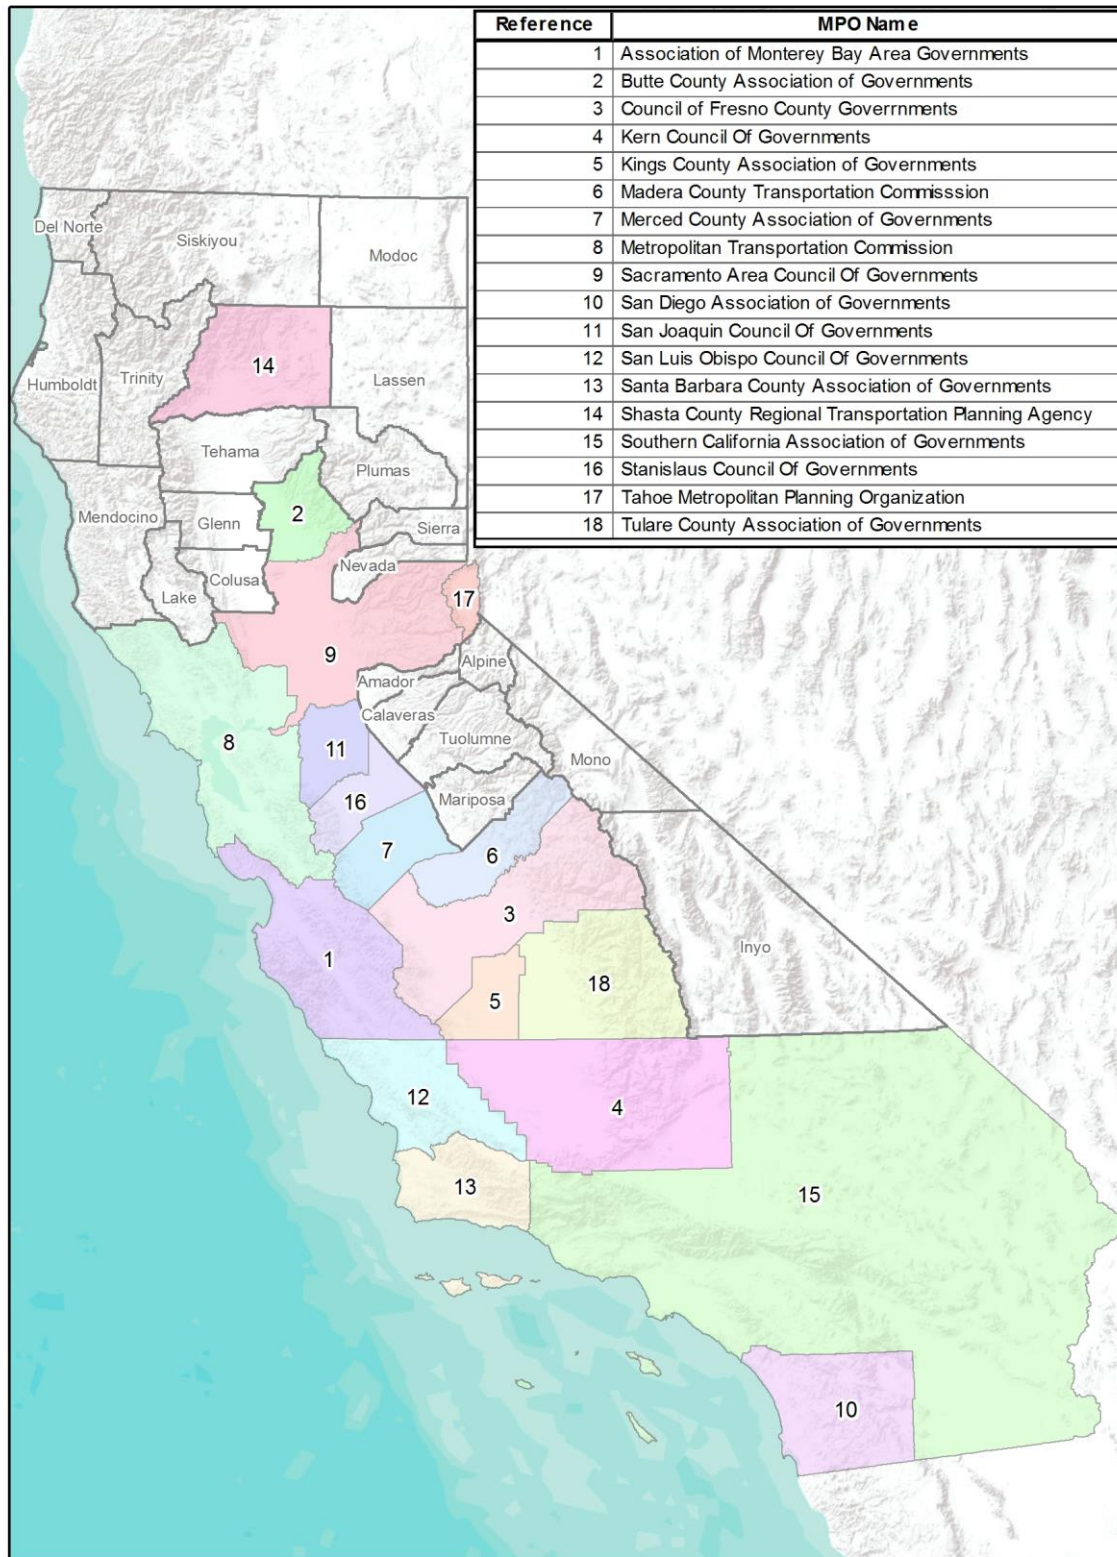 Reference MPO Name
1 Association of Monterey Bay Area Governments
2 Butte County Association of Governments
3 Council of Fresno County Goverrnments
4 Kern Council Of Governments
5 Kings County Association of Governments
6 Madera County Transportation Commisssion
7 Merced County Association of Governments
8 Metropolitan Transportation Commission
9 Sacramento Area Council Of Governments
10 San Diego Association of Governments
11 San Joaquin Council Of Governments
12 San Luis Obispo Council Of Governments
13 Santa Barbara County Association of Governments
14 Shasta County Regional Transportation Planning Agency
15 Southern California Association of Governments
16 Stanislaus Council Of Governments
17 Tahoe Metropolitan Planning Organization
18 Tulare County Association of Governments
Del Norte
Siskiyou
Modoc
Humboldt
Trinity
14
Lassen
Tehama
Plumas
Mendocino
Glenn
2
Sierra
Nevada
Colusa
Lake
17
9
Alpine
Amador
Calaveras
Tuolumne
8
11
Mono
16
Mariposa
7
6
3
Inyo
1
18
5
12
4
13
15
10